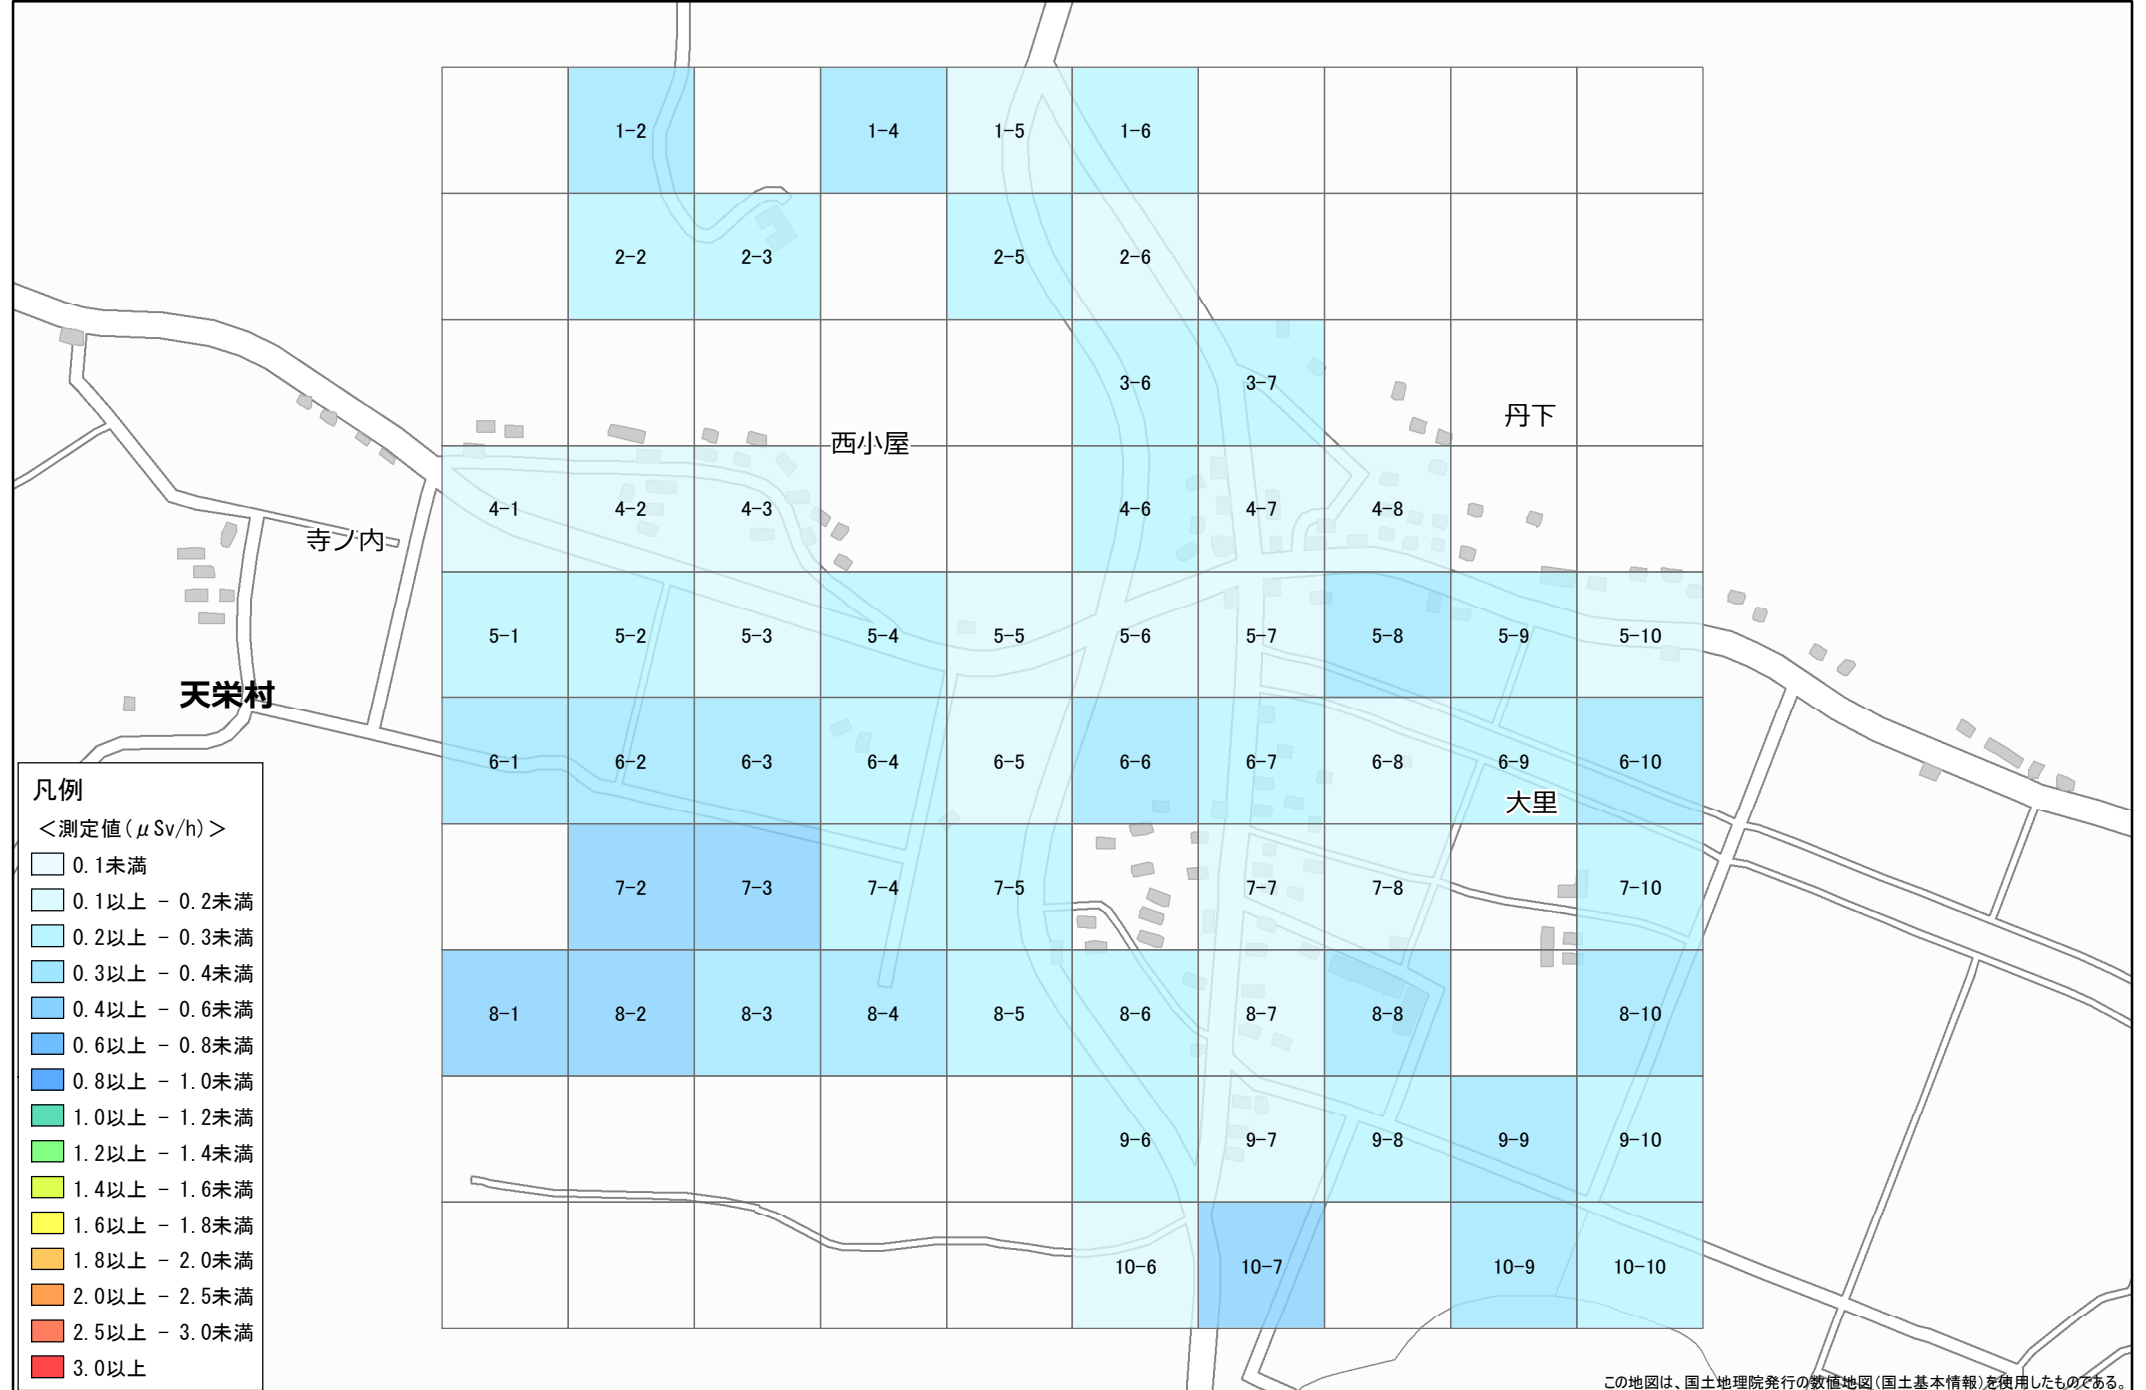 1-2 1-4 1-5 1-6
2-2 2-3 2-5 2-6
3-6 3-7
丹下
西小屋
4-1 4-2 4-3 4-6 4-7 4-8
寺ノ内
5-1 5-2 5-3 5-4 5-5 5-6 5-7 5-8 5-9 5-10
天栄村
6-1 6-2 6-3 6-4 6-5 6-6 6-7 6-8 6-9 6-10
大里
7-2 7-3 7-4 7-5 7-7 7-8 7-10
8-1 8-2 8-3 8-4 8-5 8-6 8-7 8-8 8-10
9-6 9-7 9-8 9-9 9-10
10-6 10-7 10-9 10-10
凡例
＜測定値(μSv/h)＞
0.1未満
0.1以上 - 0.2未満
0.2以上 - 0.3未満
0.3以上 - 0.4未満
0.4以上 - 0.6未満
0.6以上 - 0.8未満
0.8以上 - 1.0未満
1.0以上 - 1.2未満
1.2以上 - 1.4未満
1.4以上 - 1.6未満
1.6以上 - 1.8未満
1.8以上 - 2.0未満
2.0以上 - 2.5未満
2.5以上 - 3.0未満
3.0以上
この地図は、国土地理院発行の数値地図(国土基本情報)を使用したものである。